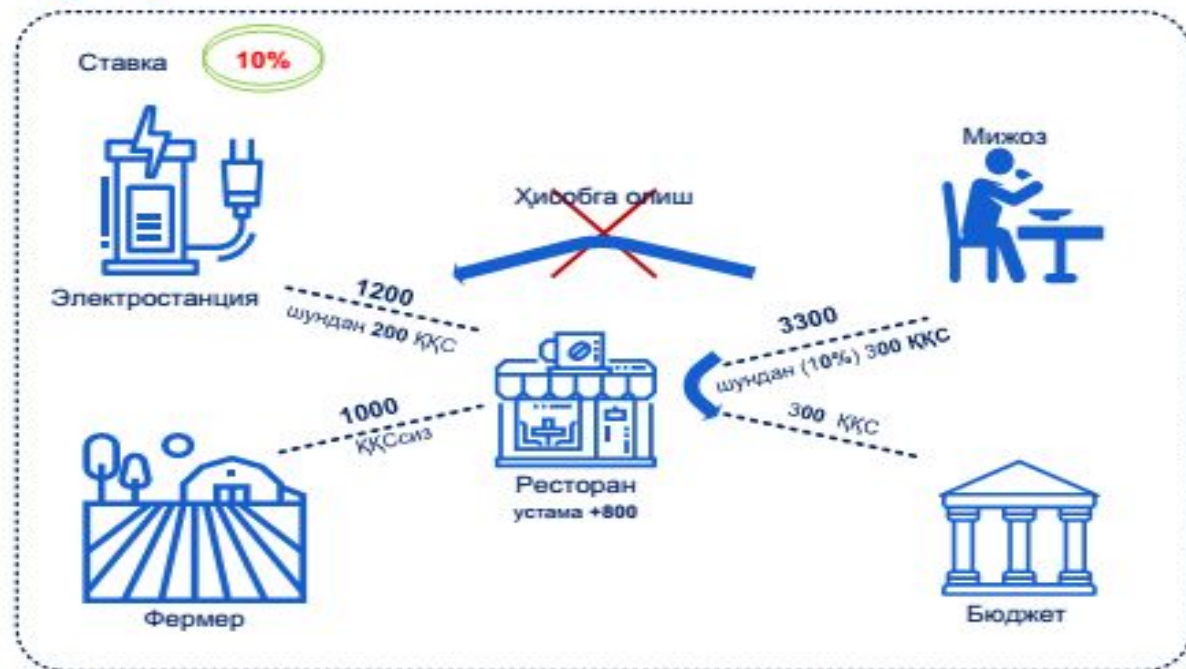 Ставка 10%
Мижоз
Ҳисобга олиш
Электростанция
1200
шундан 200 ҚҚС
3300
шундан (10%) 300 ҚҚС
1000
ҚҚСсиз
300 ҚҚС
Ресторан
устама +800
Фермер
Бюджет